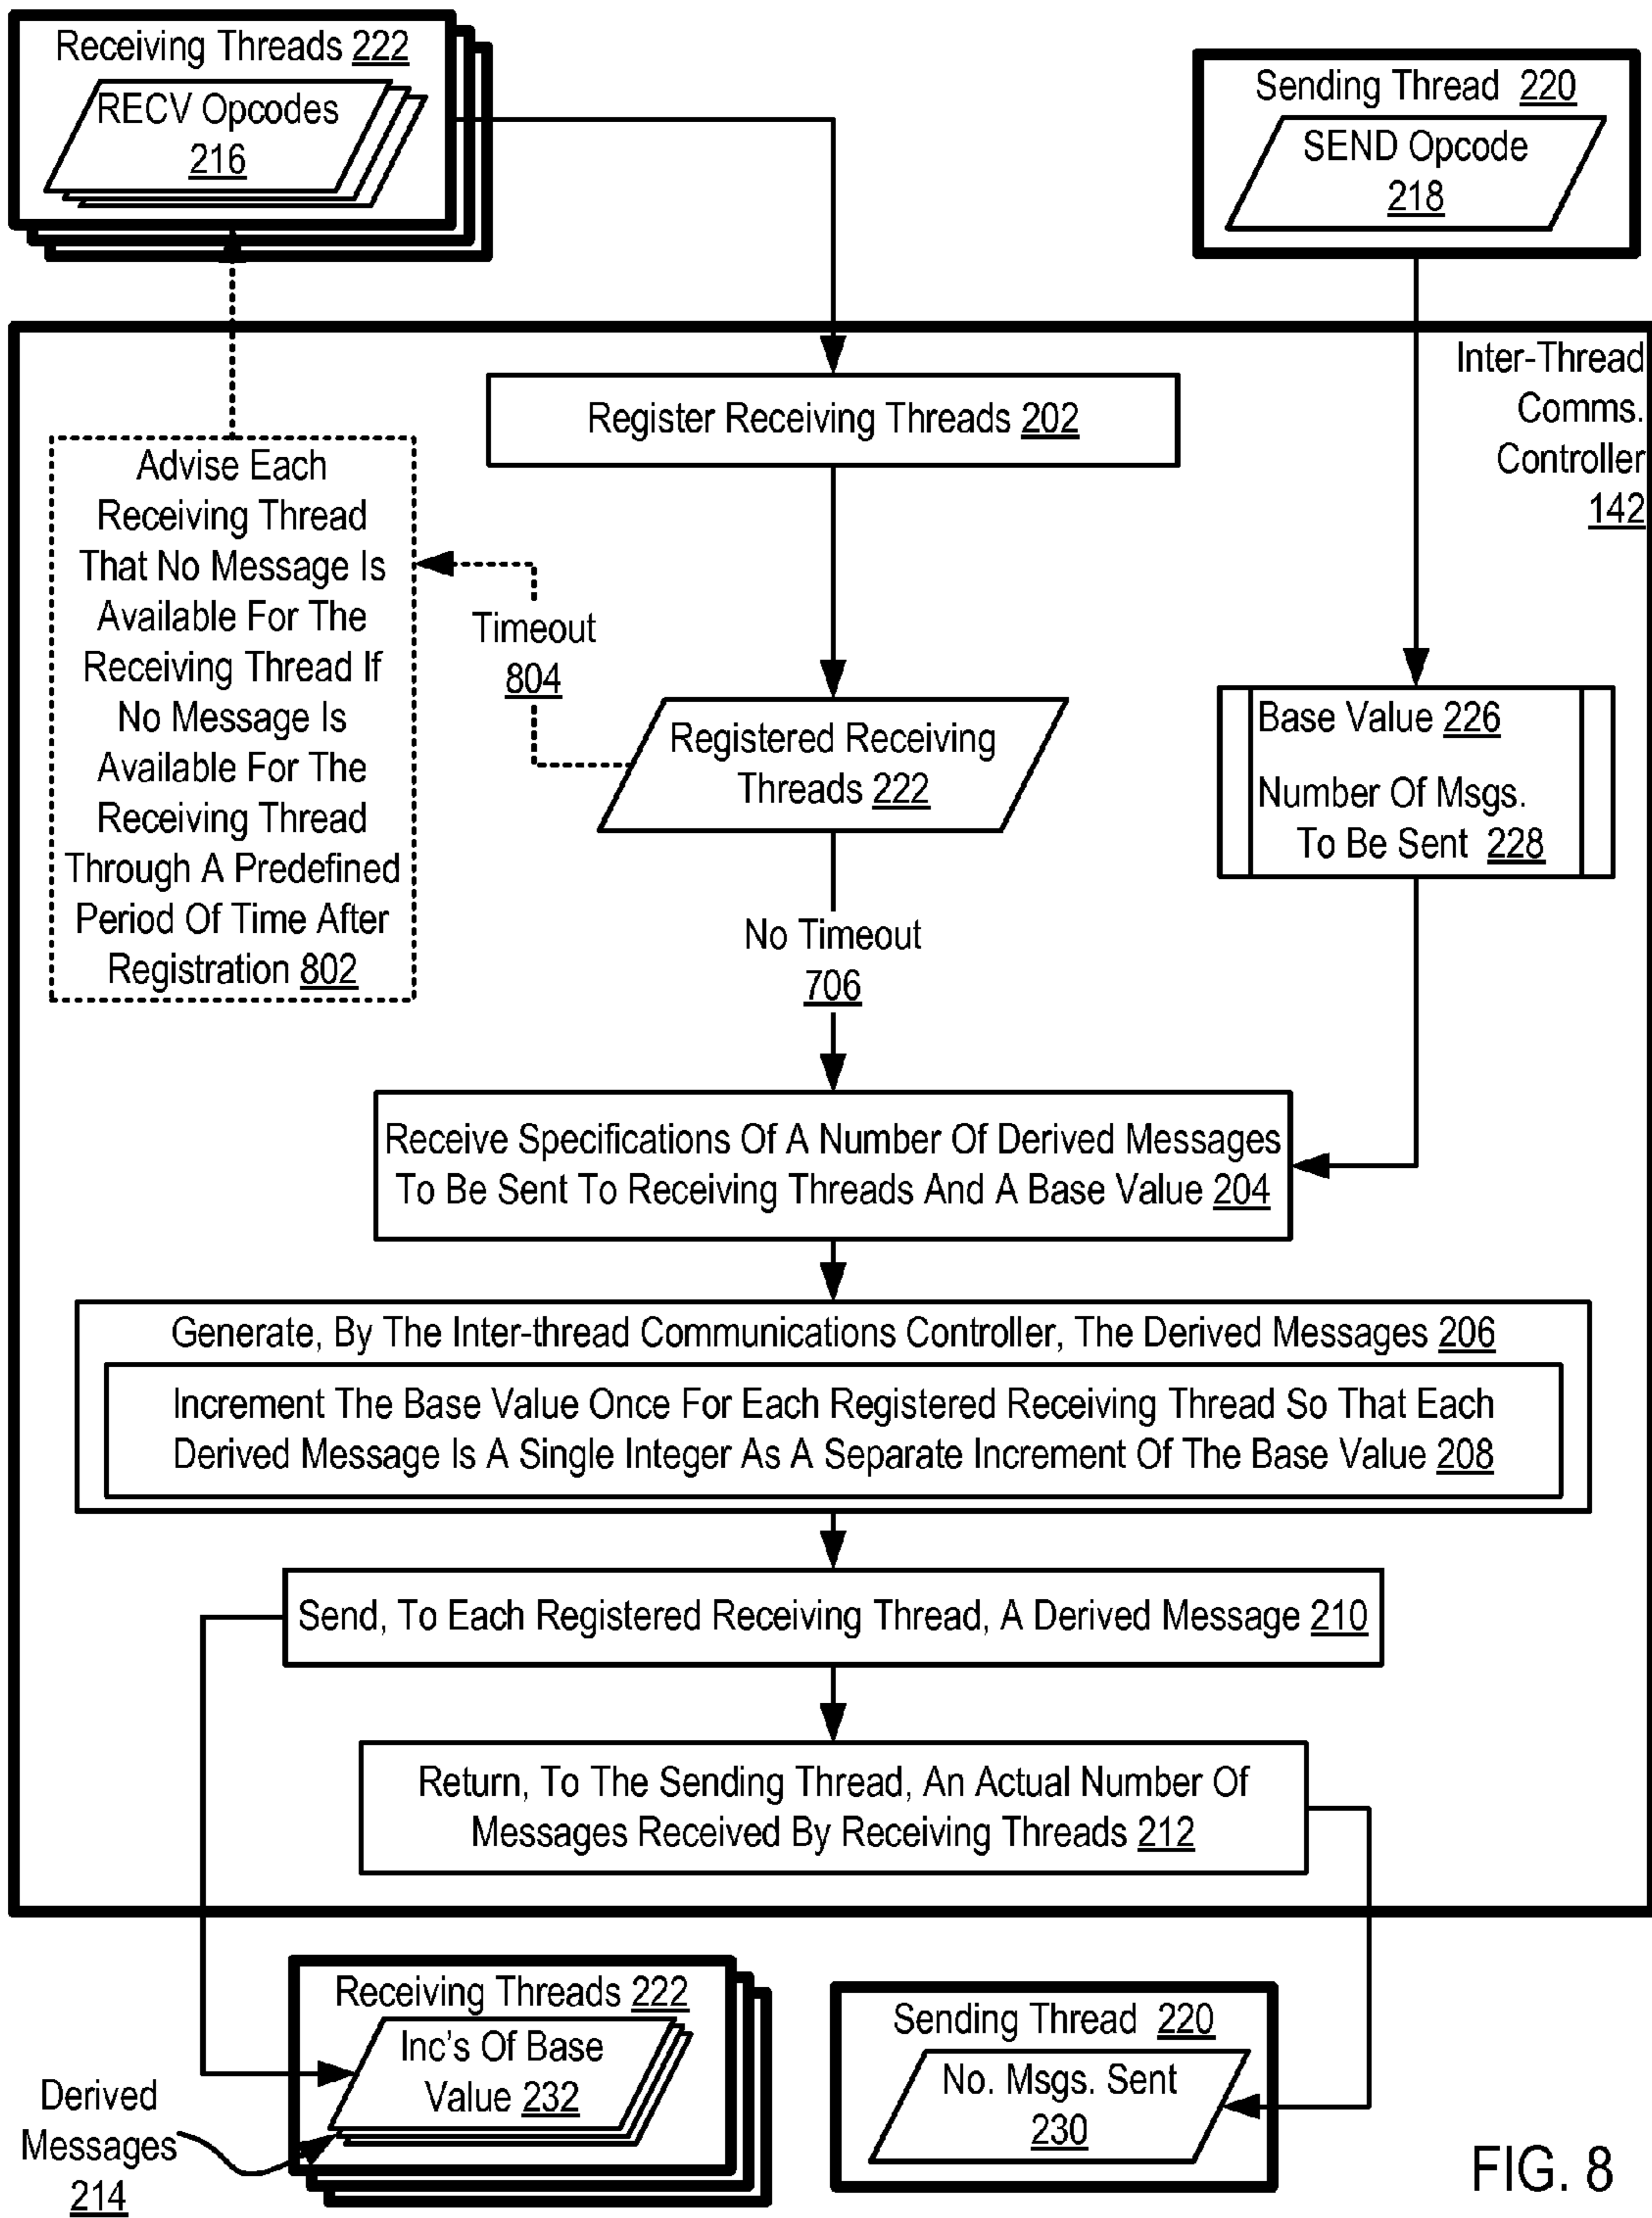 Receiving Threads 222
RECV Opcodes
216
Sending Thread 220
SEND Opcode
218
Inter-Thread
Comms.
Controller
142
Register Receiving Threads 202
Advise Each
Receiving Thread
That No Message Is
Available For The
Receiving Thread If
No Message Is
Available For The
Receiving Thread
Through A Predefined
Period Of Time After
Registration 802
Timeout
804
Registered Receiving
Threads 222
Base Value 226
Number Of Msgs.
To Be Sent 228
No Timeout
706
Receive Specifications Of A Number Of Derived Messages
To Be Sent To Receiving Threads And A Base Value 204
Generate, By The Inter-thread Communications Controller, The Derived Messages 206
Increment The Base Value Once For Each Registered Receiving Thread So That Each
Derived Message Is A Single Integer As A Separate Increment Of The Base Value 208
Send, To Each Registered Receiving Thread, A Derived Message 210
Return, To The Sending Thread, An Actual Number Of
Messages Received By Receiving Threads 212
Receiving Threads 222
Inc's Of Base
Value 232
Derived
Messages
214
Sending Thread 220
No. Msgs. Sent
230
FIG. 8